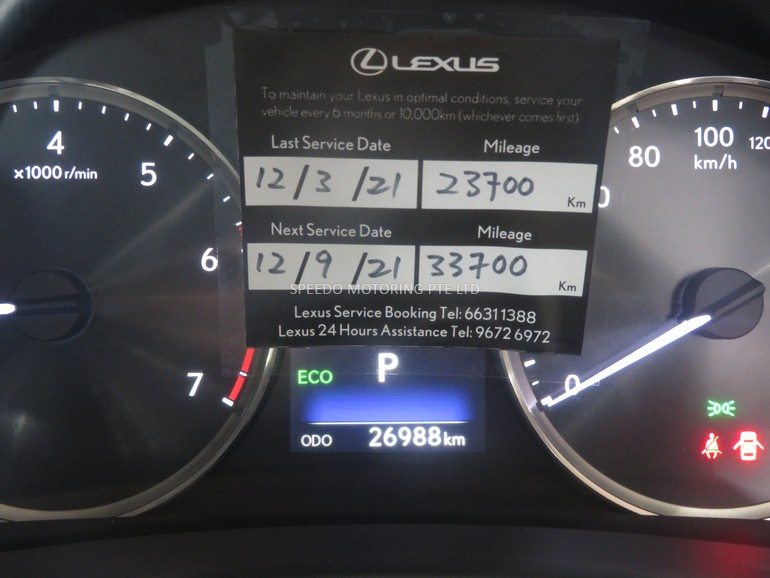 LEXUS
To maintain your Lexus in optimal conditions, service your
vehicle every 6 months or 10,000km (whichever comes first).
Last Service Date Mileage
12/3/21 23700 Km
Next Service Date Mileage
12/9/21 33700 Km
SPEEDO MOTORING PTE LTD
Lexus Service Booking Tel: 66311388
Lexus 24 Hours Assistance Tel: 9672 6972
4
x1000 r/min
5
6
7
ECO P
ODO 26988 km
0
80
100
120
km/h